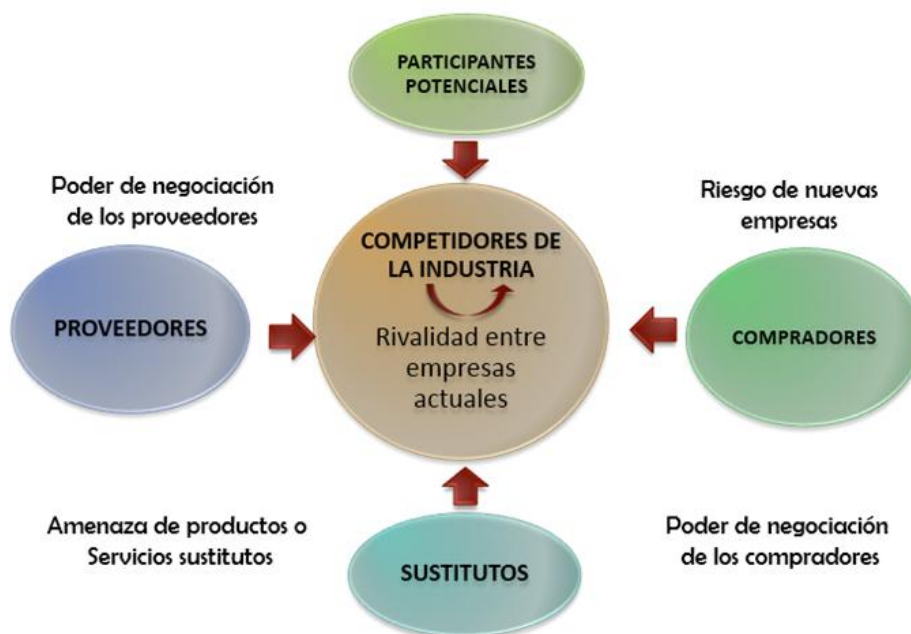 PARTICIPANTES
POTENCIALES
Poder de negociación
de los proveedores
Riesgo de nuevas
empresas
COMPETIDORES DE
LA INDUSTRIA
PROVEEDORES
Rivalidad entre
empresas
actuales
COMPRADORES
Amenaza de productos o
Servicios sustitutos
Poder de negociación
de los compradores
SUSTITUTOS